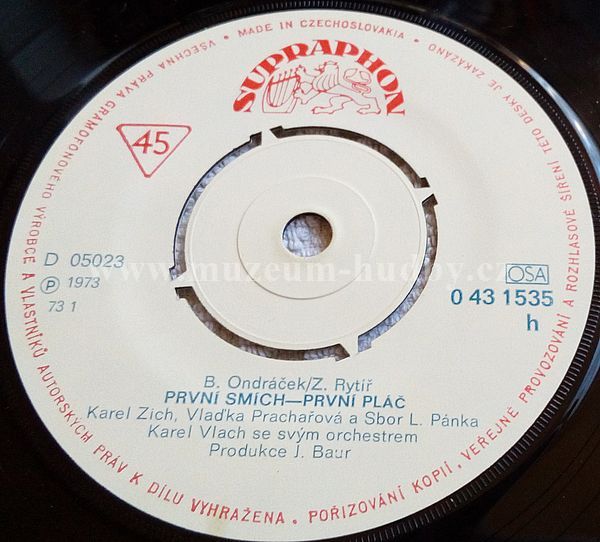 VŠECHNA PRÁVA GRAMOFONOVÉHO VÝROBCE A VLASTNÍKŮ AUTORSKÝCH PRÁV K DÍLU VYHRAŽENA. • POŘIZOVÁNÍ KOPIÍ, VEŘEJNÉ PROVOZOVÁNÍ A ROZHLASOVÉ ŠÍŘENÍ TÉTO DESKY JE ZAKÁZÁNO
• MADE IN CZECHOSLOVAKIA •
SUPRAPHON
45
D 05023
Ⓟ 1973
73 1
OSA
0 43 1535
h
www.muzeum-hudby.cz
B. Ondráček/Z. Rytíř
PRVNÍ SMÍCH—PRVNÍ PLÁČ
Karel Zich, Vlaďka Prachařová a Sbor L. Pánka
Karel Vlach se svým orchestrem
Produkce J. Baur